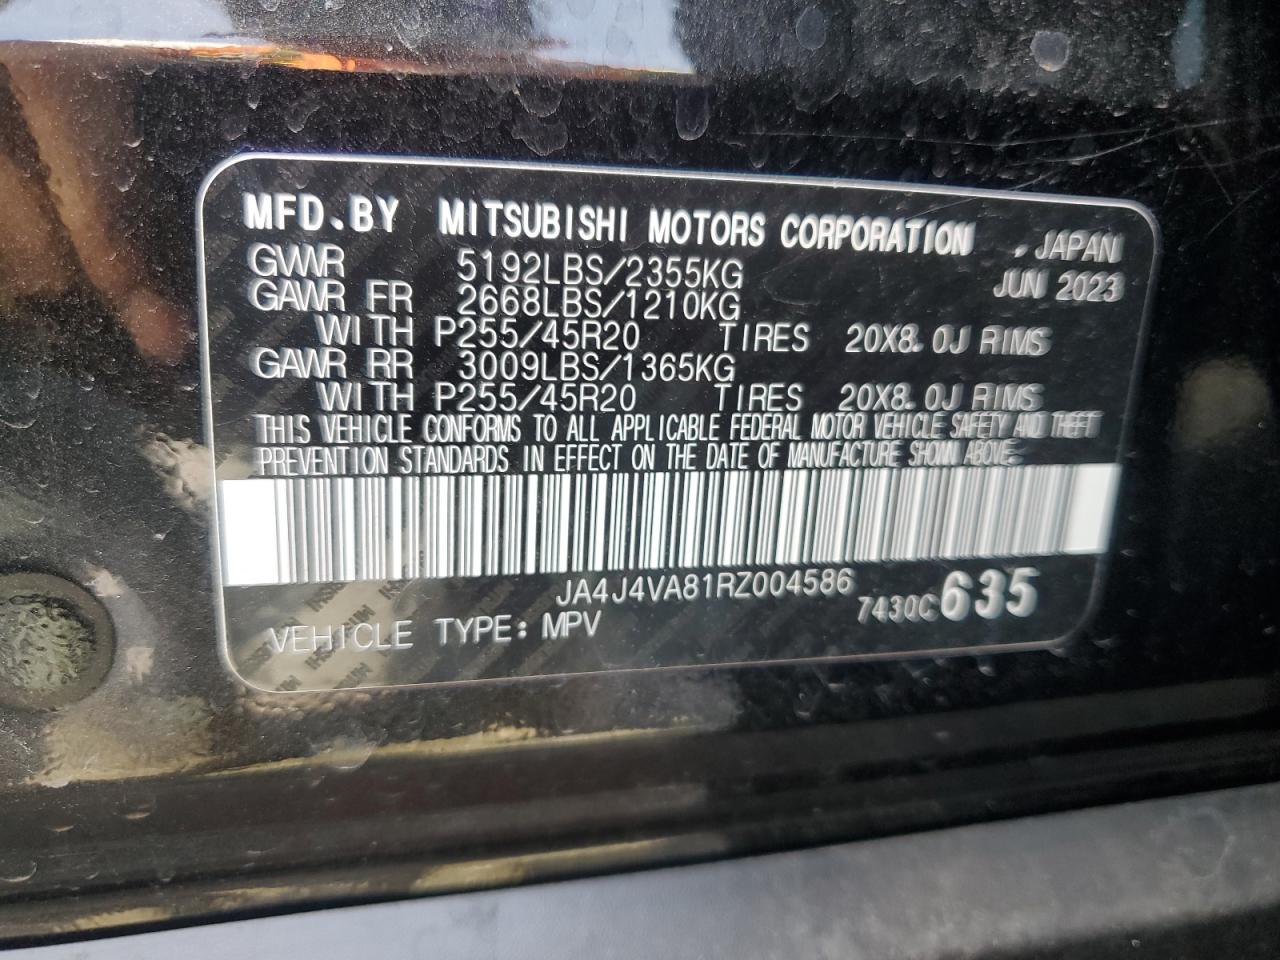 MFD.BY MITSUBISHI MOTORS CORPORATION , JAPAN
GVWR 5192LBS/2355KG JUN 2023
GAWR FR 2668LBS/1210KG
WITH P255/45R20 TIRES 20X8.0J RIMS
GAWR RR 3009LBS/1365KG
WITH P255/45R20 TIRES 20X8.0J RIMS
THIS VEHICLE CONFORMS TO ALL APPLICABLE FEDERAL MOTOR VEHICLE SAFETY AND THEFT
PREVENTION STANDARDS IN EFFECT ON THE DATE OF MANUFACTURE SHOWN ABOVE.
JA4J4VA81RZ004586 7430C635
VEHICLE TYPE: MPV